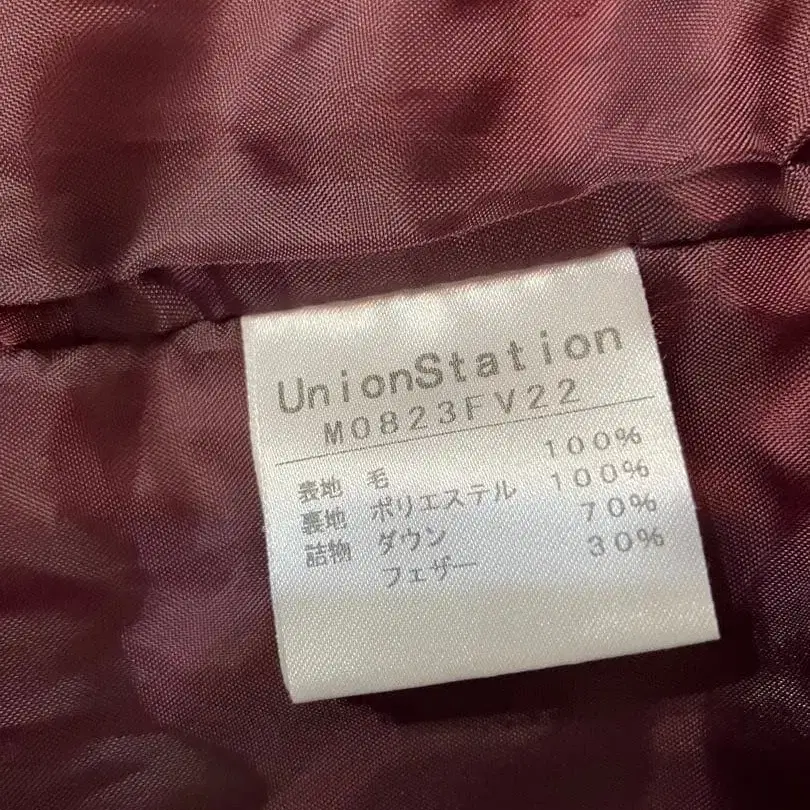 UnionStation
M0823FV22
表地 毛 100%
裏地 ポリエステル 100%
詰物 ダウン 70%
フェザー 30%